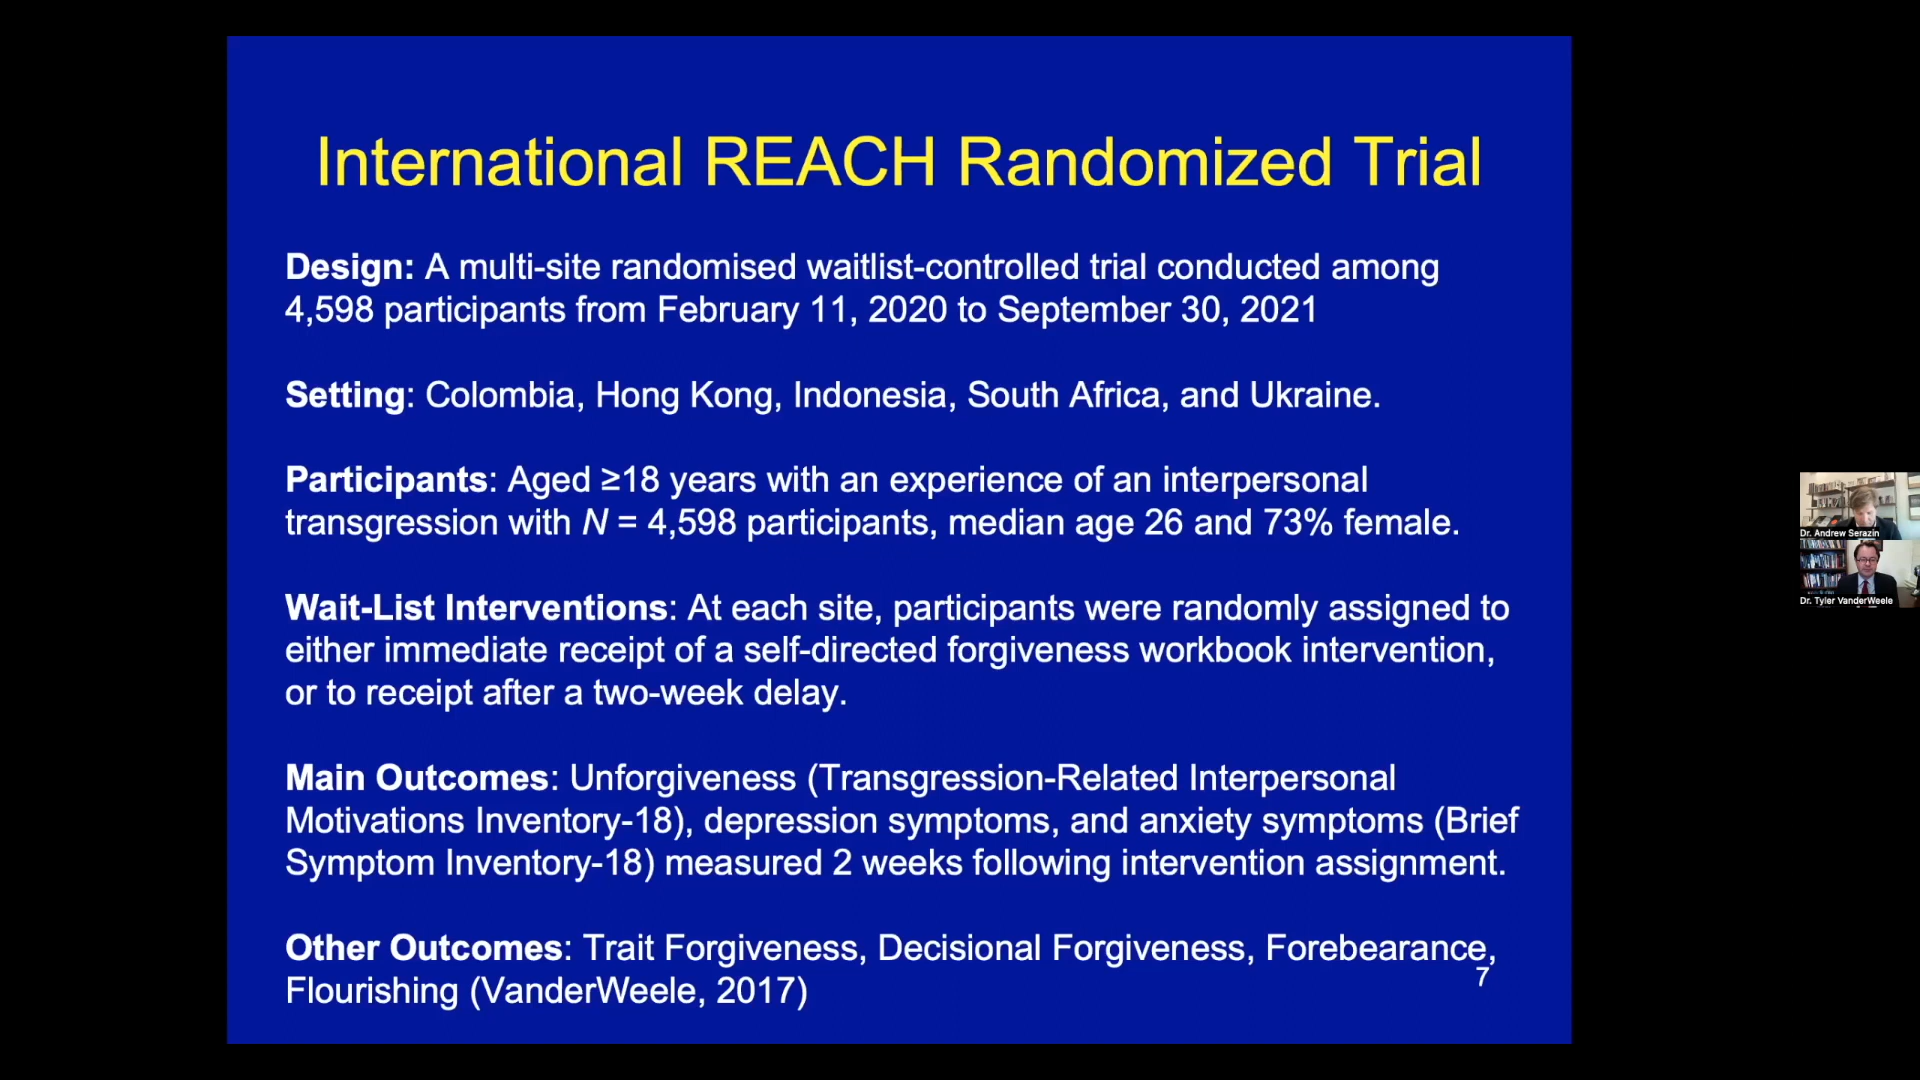 International REACH Randomized Trial
Design: A multi-site randomised waitlist-controlled trial conducted among
4,598 participants from February 11, 2020 to September 30, 2021
Setting: Colombia, Hong Kong, Indonesia, South Africa, and Ukraine.
Participants: Aged ≥18 years with an experience of an interpersonal
transgression with N = 4,598 participants, median age 26 and 73% female.
Wait-List Interventions: At each site, participants were randomly assigned to
either immediate receipt of a self-directed forgiveness workbook intervention,
or to receipt after a two-week delay.
Main Outcomes: Unforgiveness (Transgression-Related Interpersonal
Motivations Inventory-18), depression symptoms, and anxiety symptoms (Brief
Symptom Inventory-18) measured 2 weeks following intervention assignment.
Other Outcomes: Trait Forgiveness, Decisional Forgiveness, Forebearance,
Flourishing (VanderWeele, 2017)
7
Dr. Andrew Serazin
Dr. Tyler VanderWeele